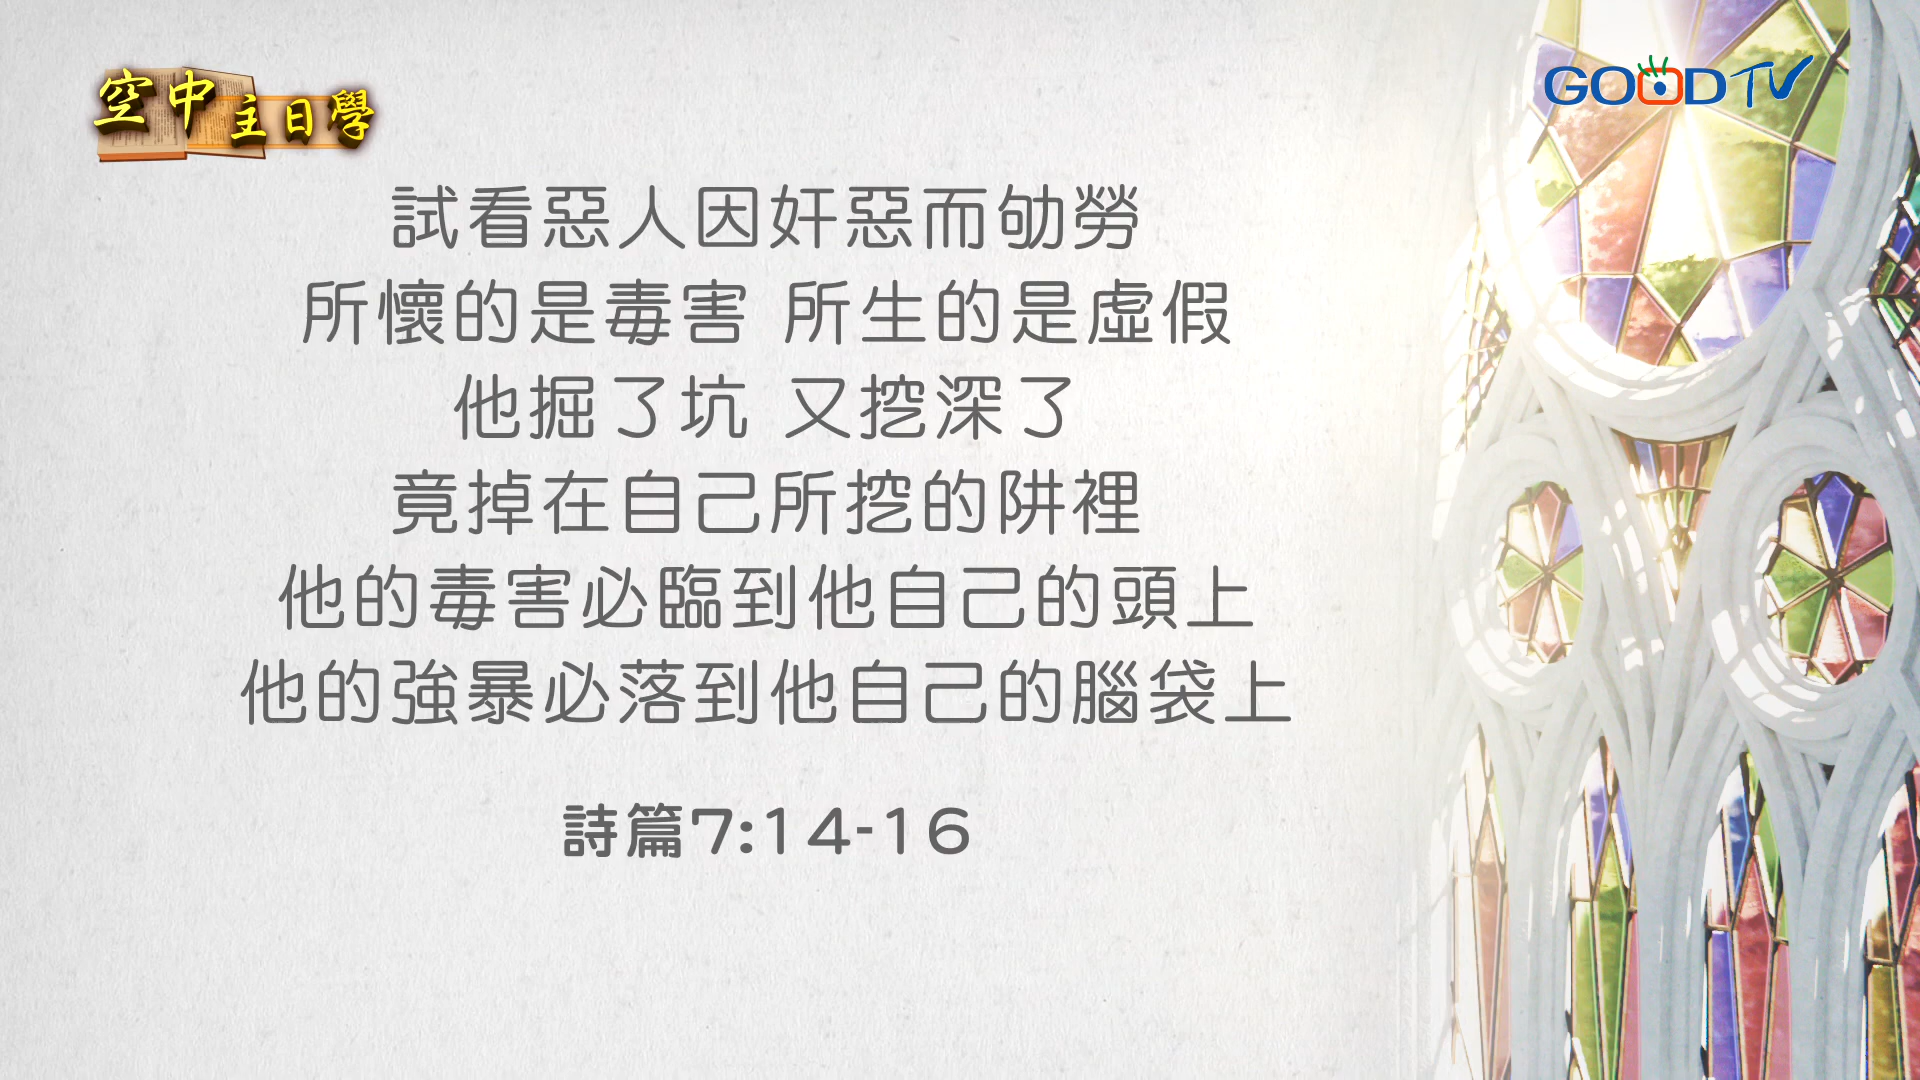 空中主日學
GOOD TV
試看惡人因奸惡而劬勞
所懷的是毒害 所生的是虛假
他掘了坑 又挖深了
竟掉在自己所挖的阱裡
他的毒害必臨到他自己的頭上
他的強暴必落到他自己的腦袋上
詩篇7:14-16